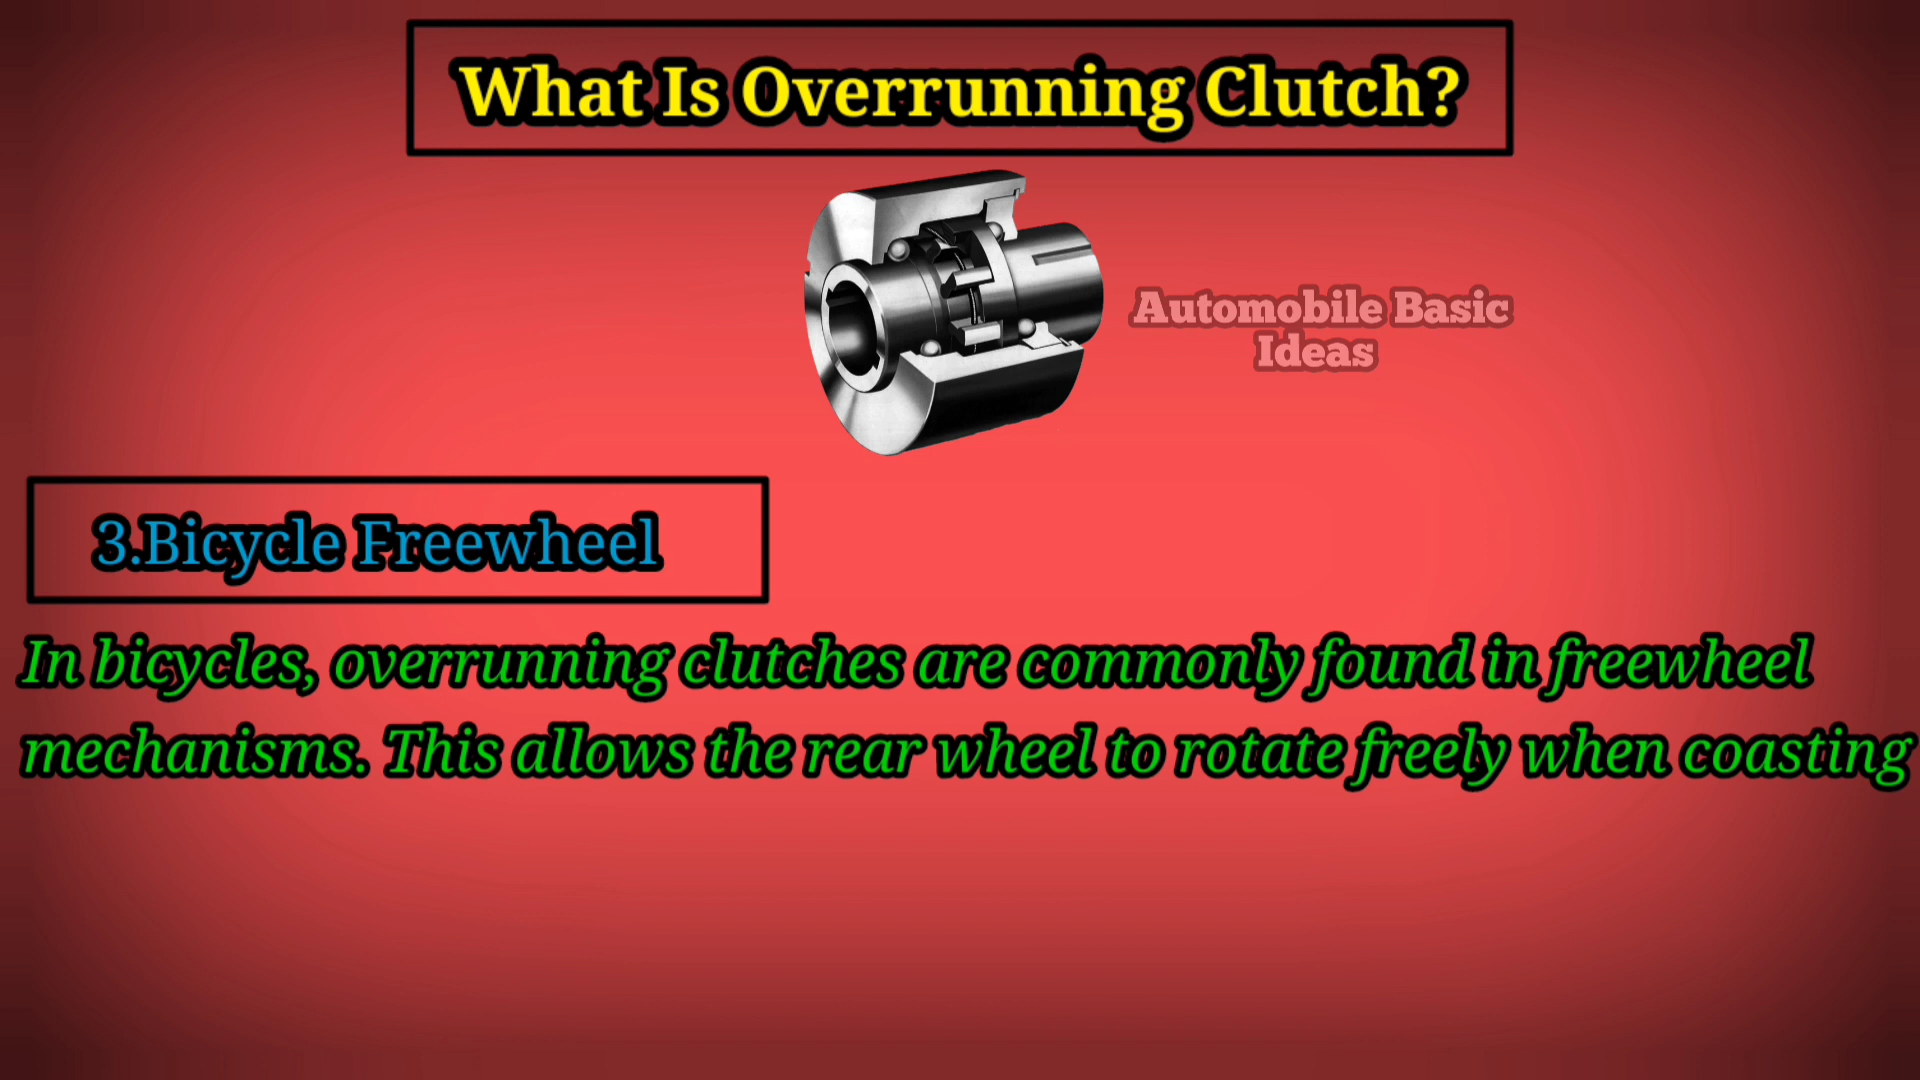 What Is Overrunning Clutch?
Automobile Basic
Ideas
3.Bicycle Freewheel
In bicycles, overrunning clutches are commonly found in freewheel
mechanisms. This allows the rear wheel to rotate freely when coasting